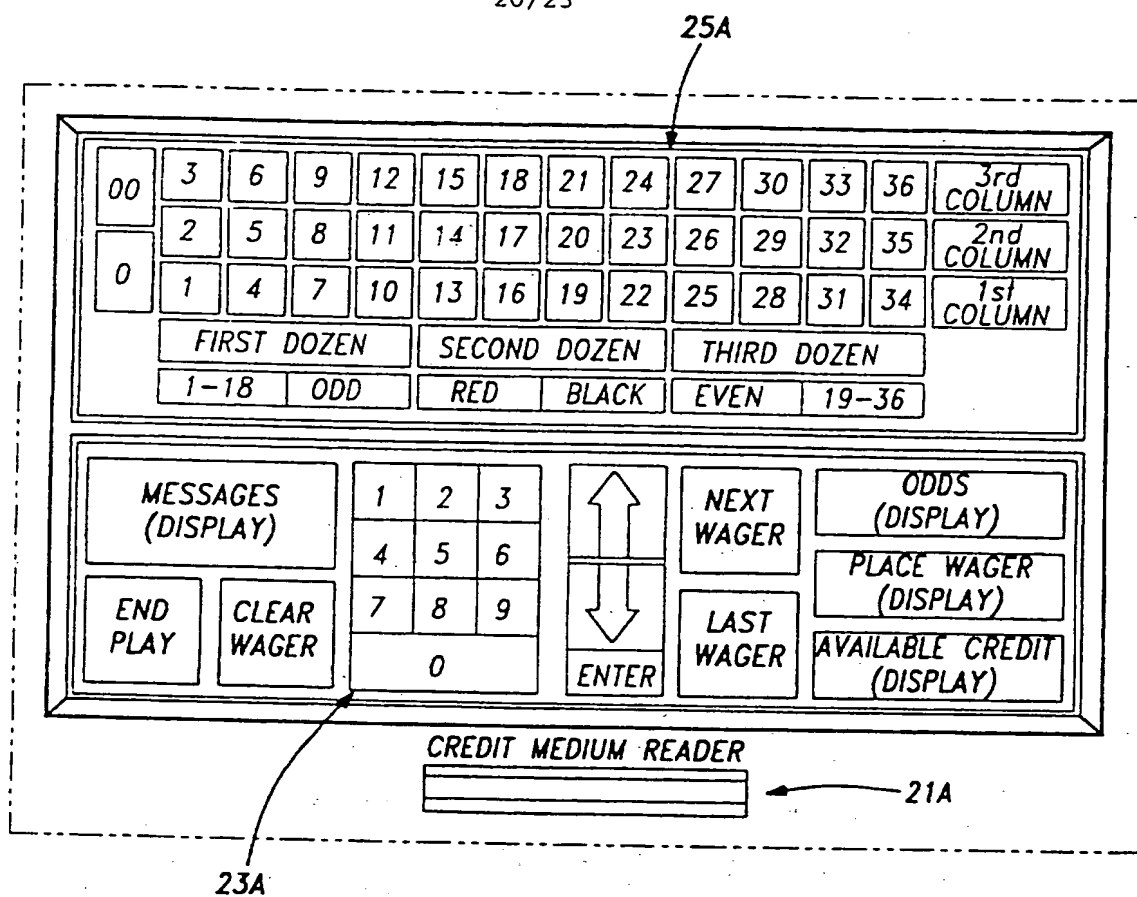 20/23
25A
00 3 6 9 12 15 18 21 24 27 30 33 36 3rd COLUMN
2 5 8 11 14 17 20 23 26 29 32 35 2nd COLUMN
0 1 4 7 10 13 16 19 22 25 28 31 34 1st COLUMN
FIRST DOZEN SECOND DOZEN THIRD DOZEN
1-18 ODD RED BLACK EVEN 19-36
MESSAGES
(DISPLAY)
END
PLAY
CLEAR
WAGER
1 2 3
4 5 6
7 8 9
0
ENTER
NEXT
WAGER
LAST
WAGER
ODDS
(DISPLAY)
PLACE WAGER
(DISPLAY)
AVAILABLE CREDIT
(DISPLAY)
CREDIT MEDIUM READER
21A
23A